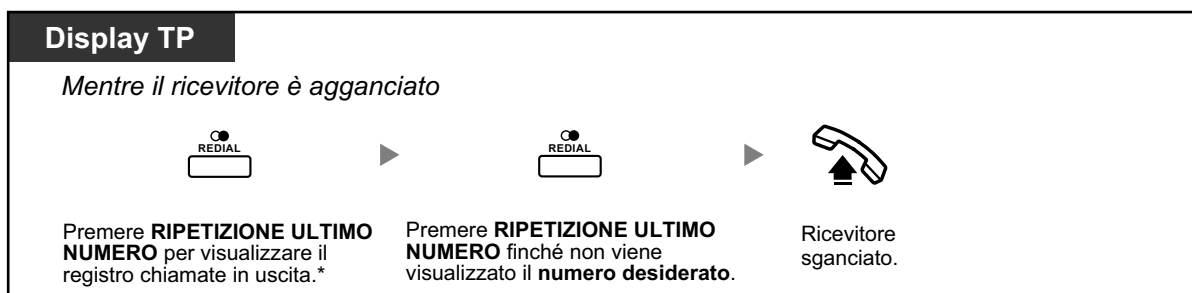 Display TP
Mentre il ricevitore è agganciato
REDIAL
REDIAL
Premere RIPETIZIONE ULTIMO
NUMERO per visualizzare il
registro chiamate in uscita.*
Premere RIPETIZIONE ULTIMO
NUMERO finché non viene
visualizzato il numero desiderato.
Ricevitore
sganciato.